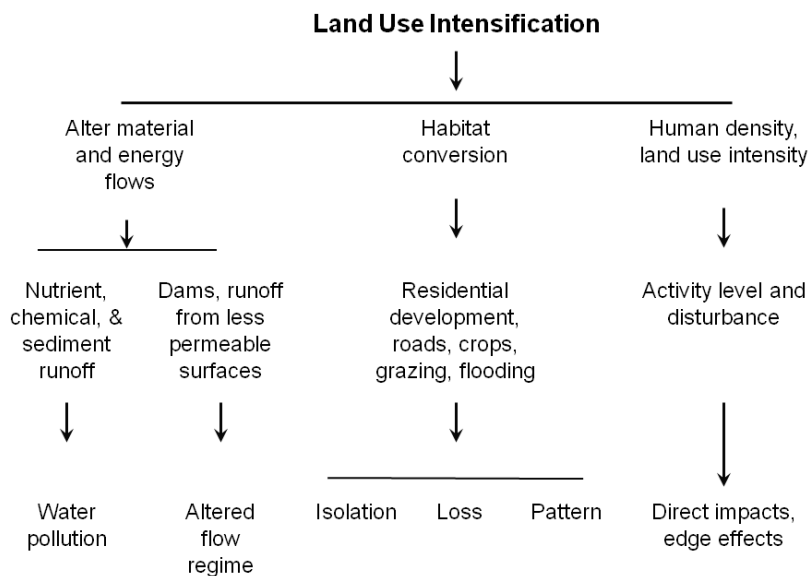 Land Use Intensification
Alter material
and energy
flows
Habitat
conversion
Human density,
land use intensity
Nutrient,
chemical, &
sediment
runoff
Dams, runoff
from less
permeable
surfaces
Residential
development,
roads, crops,
grazing, flooding
Activity level and
disturbance
Water
pollution
Altered
flow
regime
Isolation
Loss
Pattern
Direct impacts,
edge effects